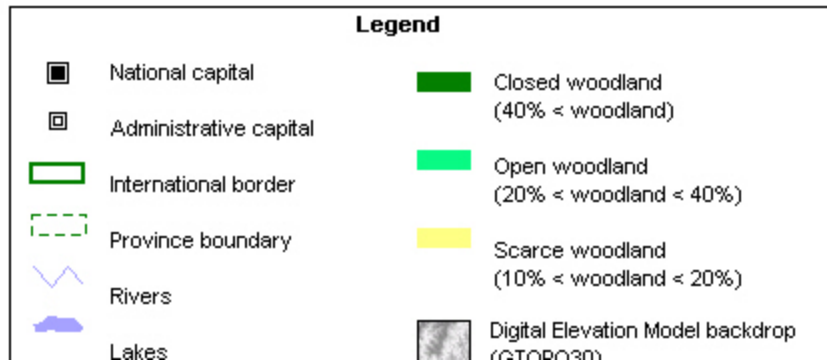 Legend
National capital
Administrative capital
International border
Province boundary
Rivers
Lakes
Closed woodland
(40% < woodland)
Open woodland
(20% < woodland < 40%)
Scarce woodland
(10% < woodland < 20%)
Digital Elevation Model backdrop
(GTOPO30)